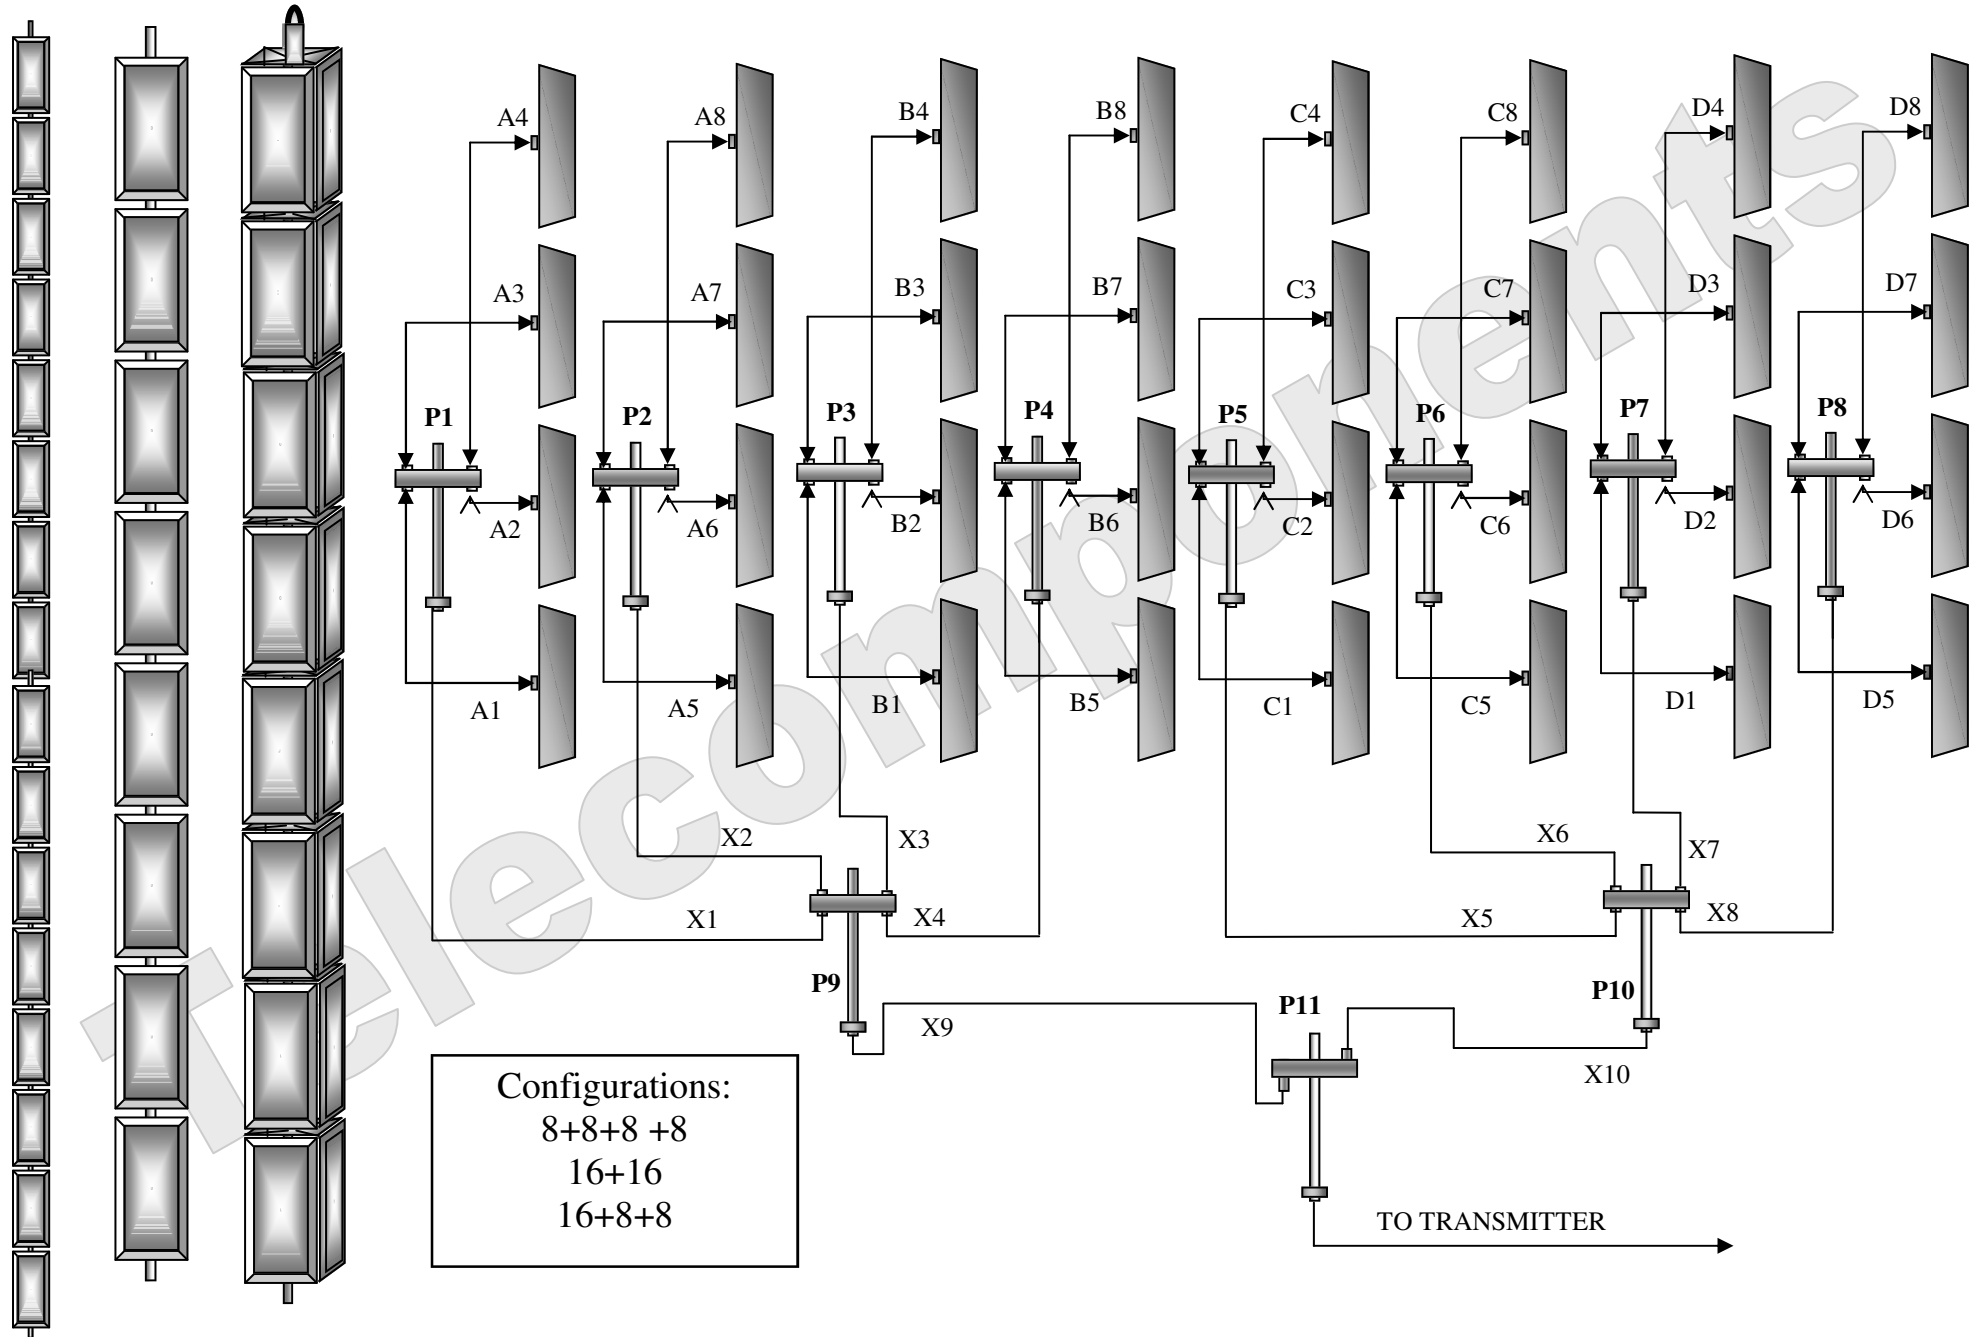 A4
A8
B4
B8
C4
C8
D4
D8
A3
A7
B3
B7
C3
C7
D3
D7
P1
P2
P3
P4
P5
P6
P7
P8
A2
A6
B2
B6
C2
C6
D2
D6
A1
A5
B1
B5
C1
C5
D1
D5
X2
X3
X6
X7
X1
X4
X5
X8
P9
P10
P11
X9
X10
Configurations:
8+8+8 +8
16+16
16+8+8
TO TRANSMITTER
Telecomponents